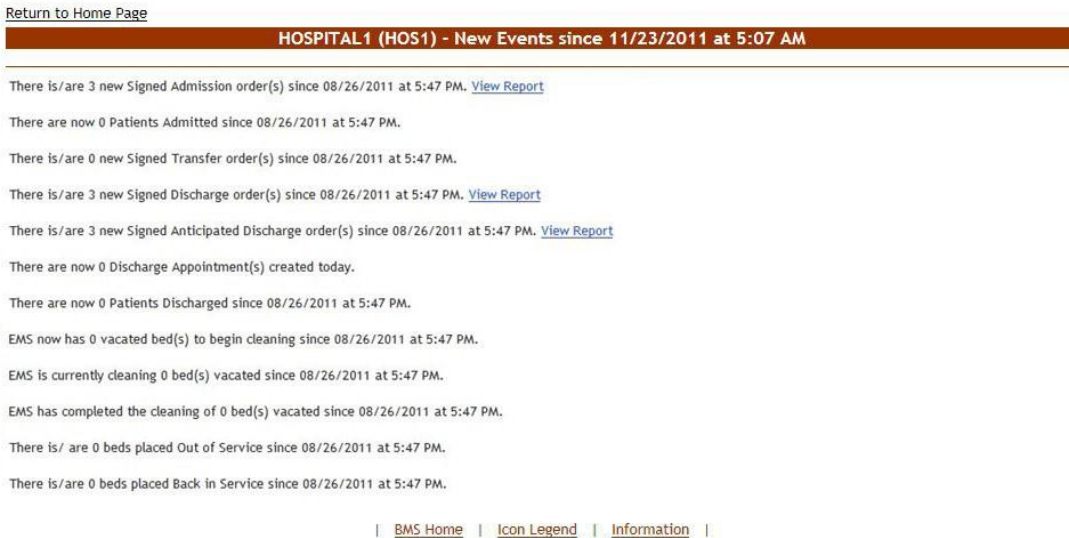 Return to Home Page
HOSPITAL1 (HOS1) - New Events since 11/23/2011 at 5:07 AM
There is/are 3 new Signed Admission order(s) since 08/26/2011 at 5:47 PM. View Report
There are now 0 Patients Admitted since 08/26/2011 at 5:47 PM.
There is/are 0 new Signed Transfer order(s) since 08/26/2011 at 5:47 PM.
There is/are 3 new Signed Discharge order(s) since 08/26/2011 at 5:47 PM. View Report
There is/are 3 new Signed Anticipated Discharge order(s) since 08/26/2011 at 5:47 PM. View Report
There are now 0 Discharge Appointment(s) created today.
There are now 0 Patients Discharged since 08/26/2011 at 5:47 PM.
EMS now has 0 vacated bed(s) to begin cleaning since 08/26/2011 at 5:47 PM.
EMS is currently cleaning 0 bed(s) vacated since 08/26/2011 at 5:47 PM.
EMS has completed the cleaning of 0 bed(s) vacated since 08/26/2011 at 5:47 PM.
There is/ are 0 beds placed Out of Service since 08/26/2011 at 5:47 PM.
There is/are 0 beds placed Back in Service since 08/26/2011 at 5:47 PM.
| BMS Home | Icon Legend | Information |